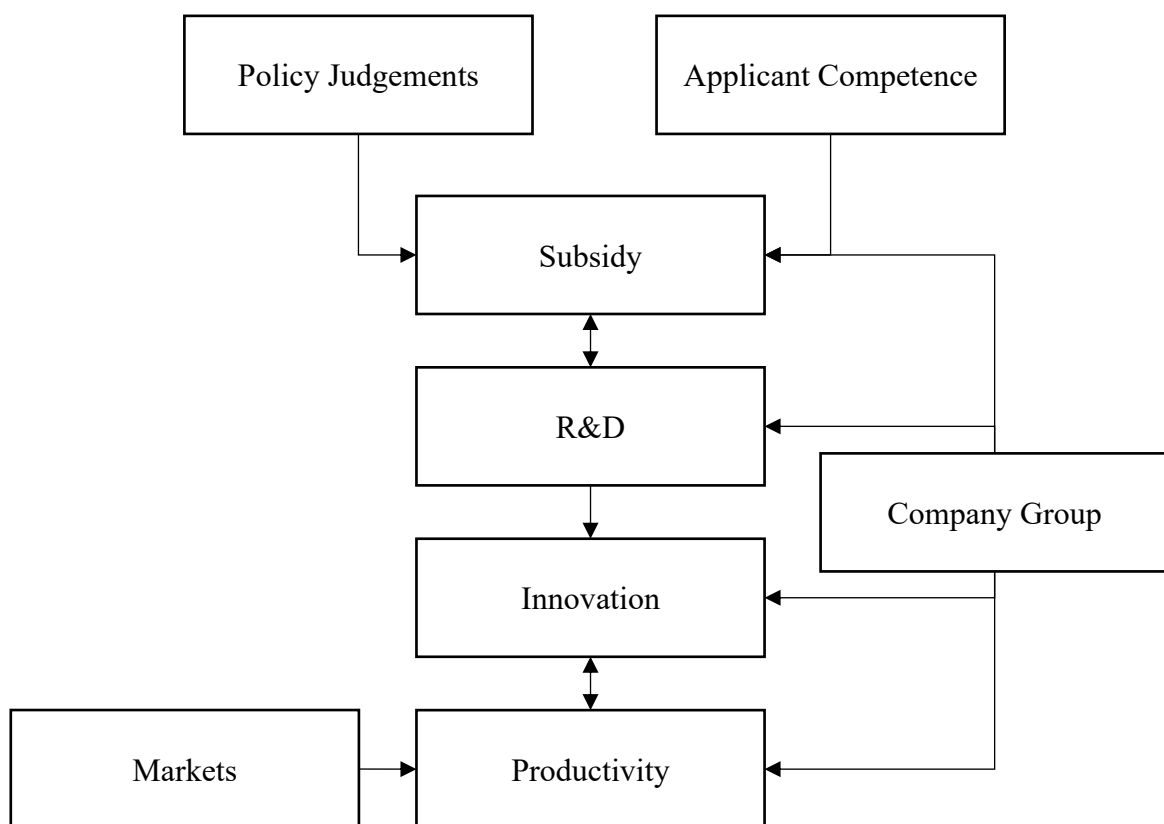 Policy Judgements
Applicant Competence
Subsidy
R&D
Company Group
Innovation
Markets
Productivity